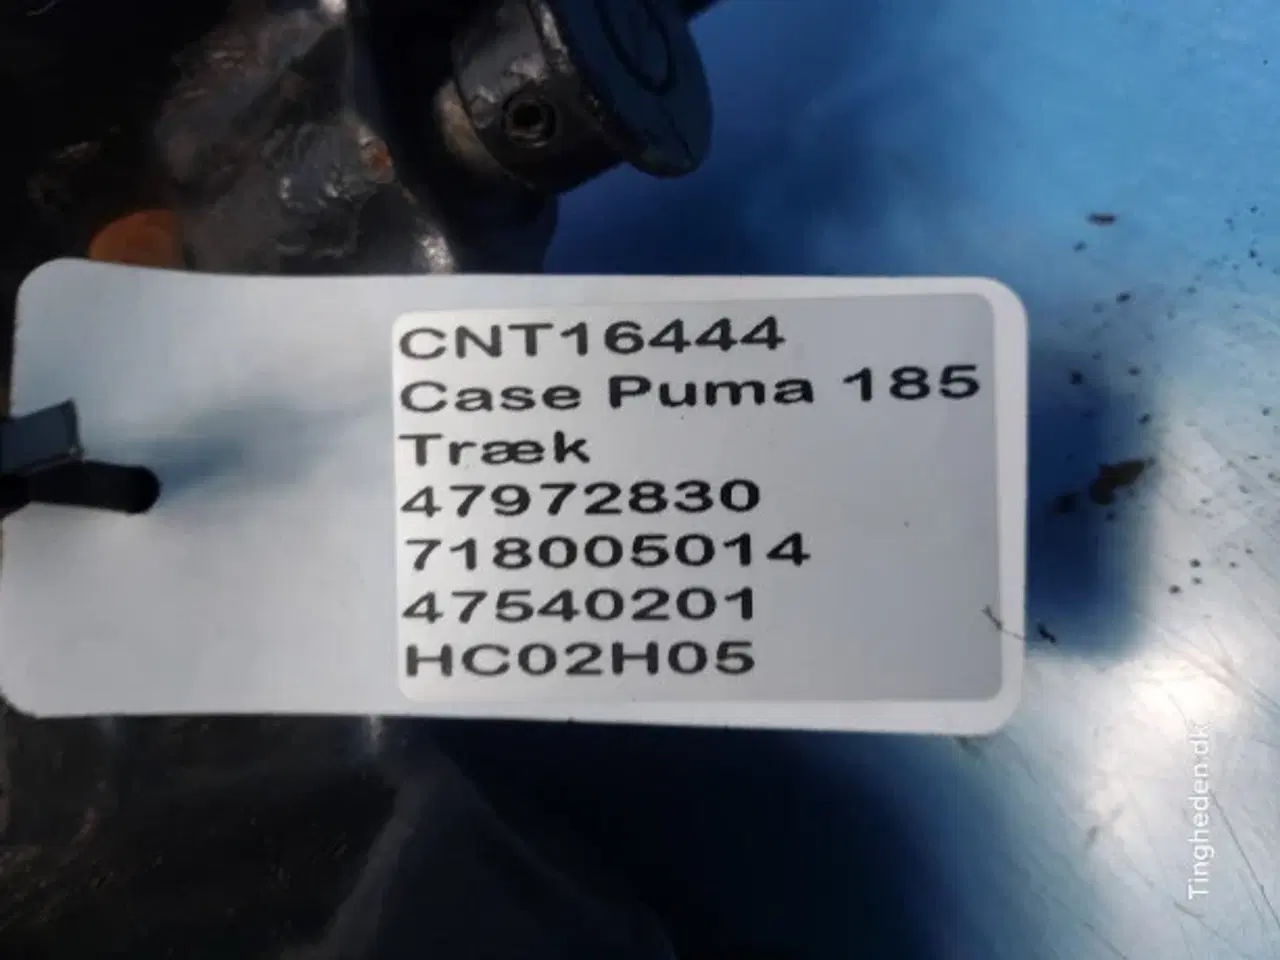 CNT16444
Case Puma 185
Træk
47972830
718005014
47540201
HC02H05
Tingheden.dk